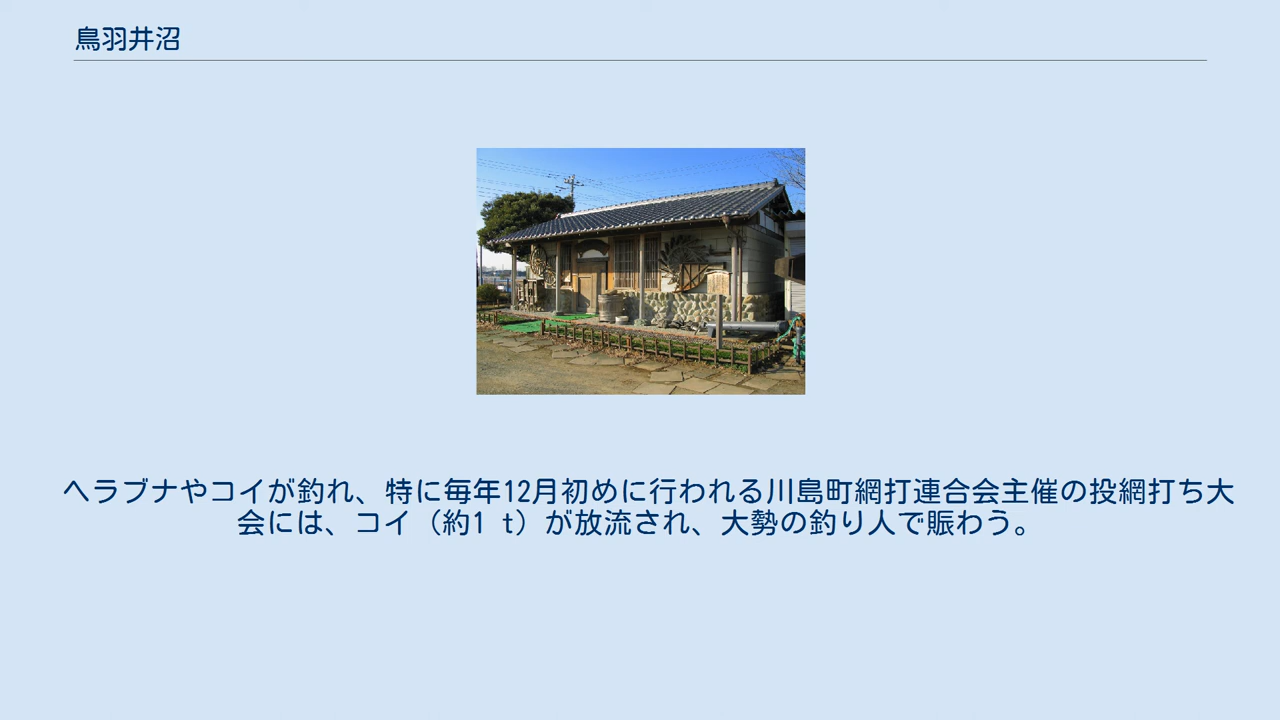 鳥羽井沼
ヘラブナやコイが釣れ、特に毎年12月初めに行われる川島町網打連合会主催の投網打ち大
会には、コイ（約1 t）が放流され、大勢の釣り人で賑わう。